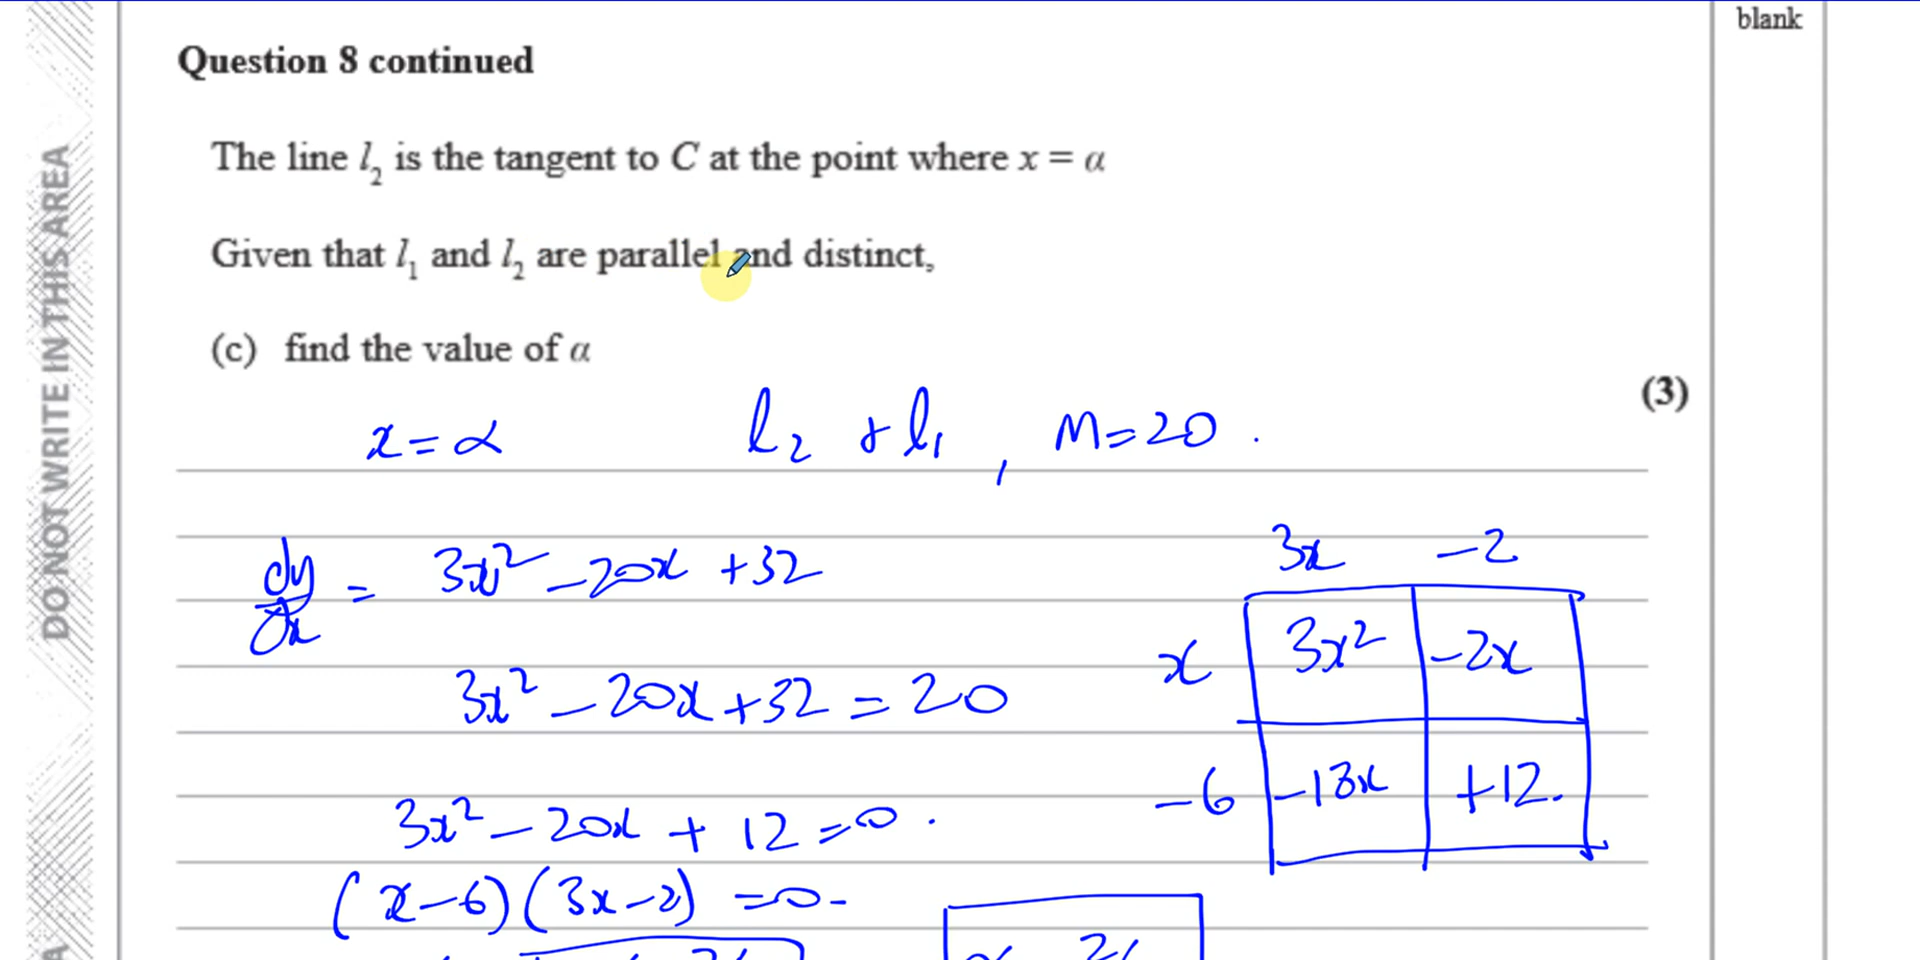 blank
Question 8 continued
The line l₂ is the tangent to C at the point where x = α
Given that l₁ and l₂ are parallel and distinct,
(c) find the value of α
(3)
x = α l₂ & l₁ , M=20 .
dy/dx = 3x² - 20x + 32
3x² - 20x + 32 = 20
3x² - 20x + 12 = 0 .
(x-6)(3x-2) = 0
3x -2
x 3x² -2x
-6 -18x +12.
DO NOT WRITE IN THIS AREA